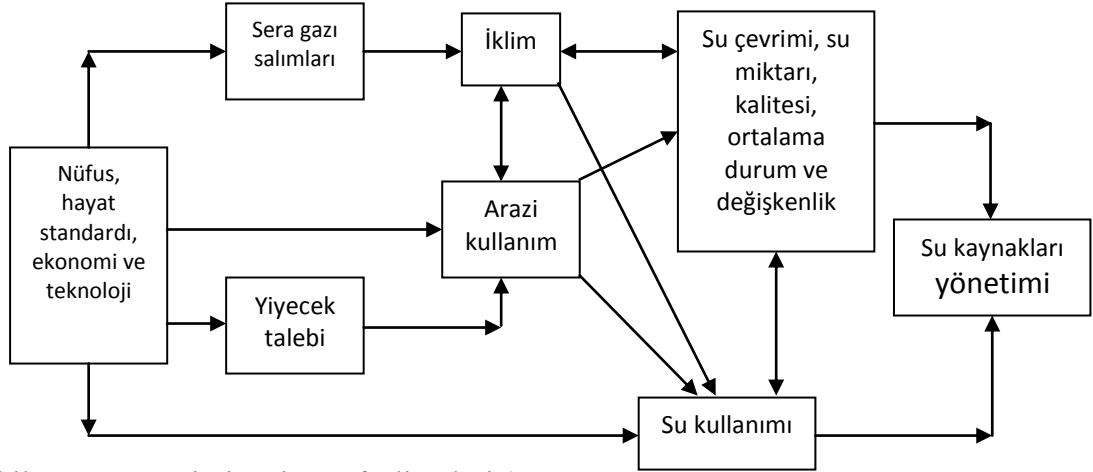 Sera gazı
salımları
İklim
Su çevrimi, su
miktarı,
kalitesi,
ortalama
durum ve
değişkenlik
Nüfus,
hayat
standardı,
ekonomi ve
teknoloji
Arazi
kullanım
Yiyecek
talebi
Su kaynakları
yönetimi
Su kullanımı